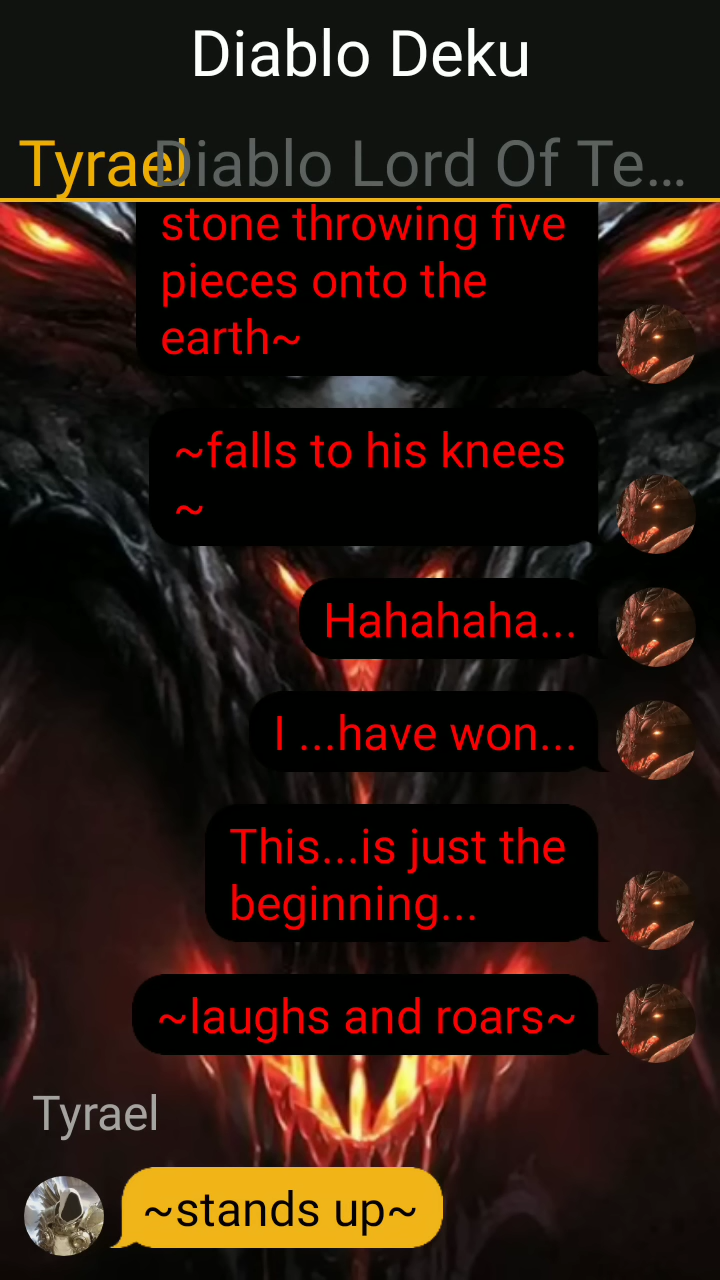 Diablo Deku
Tyrael Diablo Lord Of Te...
stone throwing five
pieces onto the
earth~
~falls to his knees
~
Hahahaha...
I ...have won...
This...is just the
beginning...
~laughs and roars~
Tyrael
~stands up~